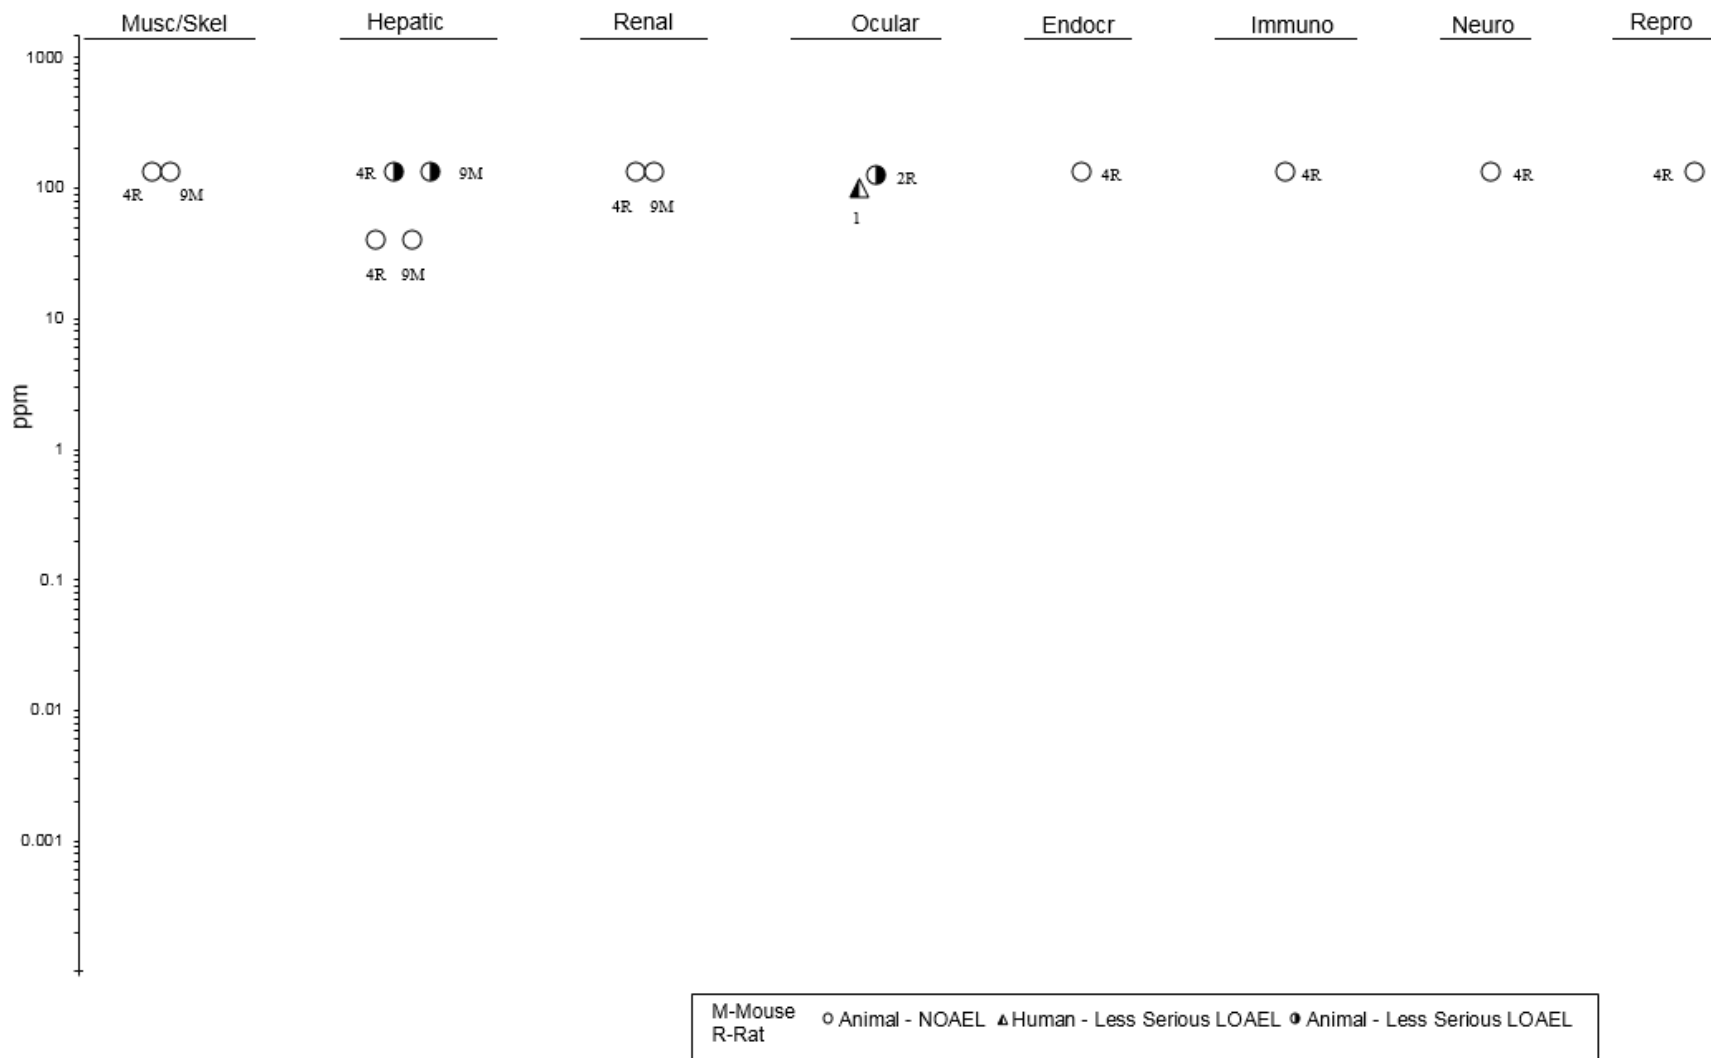 Musc/Skel Hepatic Renal Ocular Endocr Immuno Neuro Repro
1000
4R 9M 2R 4R 4R 4R 4R
100
4R 9M 4R 9M 1
4R 9M
10
ppm
1
0.1
0.01
0.001
M-Mouse Animal - NOAEL Human - Less Serious LOAEL Animal - Less Serious LOAEL
R-Rat